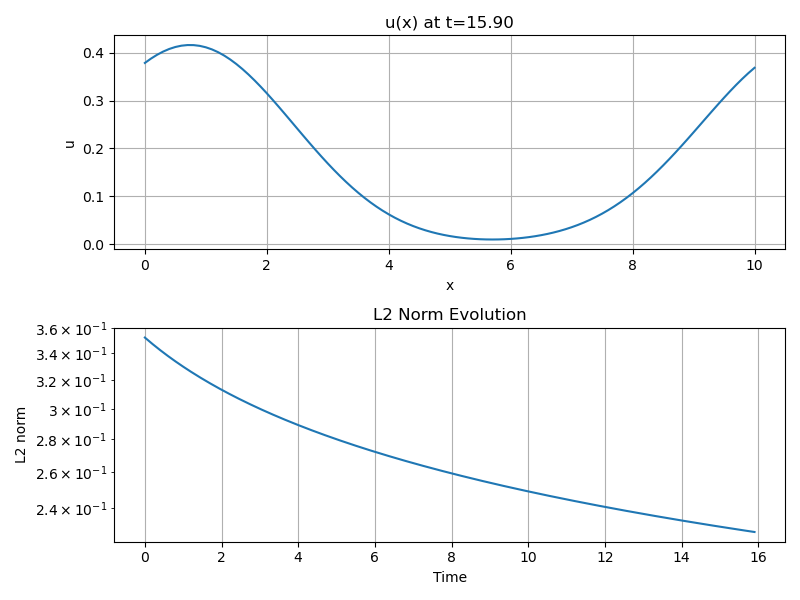 u(x) at t=15.90
0.4
0.3
0.2
0.1
0.0
u
0 2 4 6 8 10
x
L2 Norm Evolution
3.6 × 10⁻¹
3.4 × 10⁻¹
3.2 × 10⁻¹
3 × 10⁻¹
2.8 × 10⁻¹
2.6 × 10⁻¹
2.4 × 10⁻¹
L2 norm
0 2 4 6 8 10 12 14 16
Time